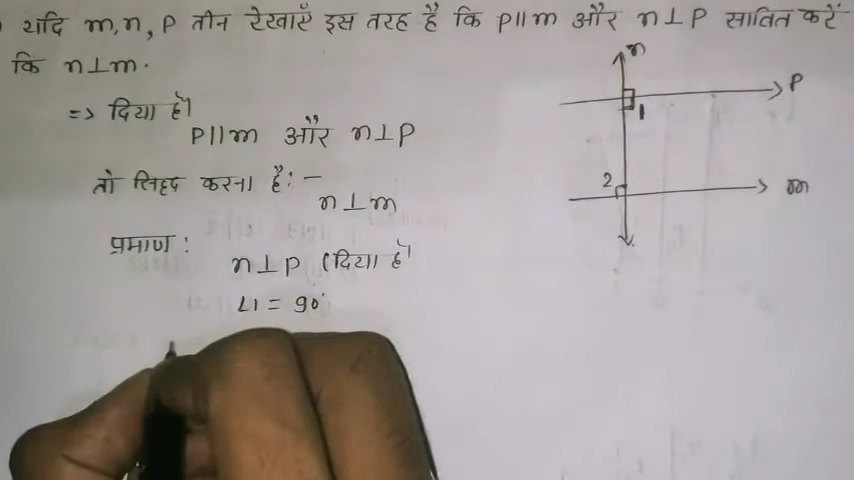 यदि m, n, P तीन रेखाएँ इस तरह है कि P||m और n⊥P साबित करें
कि n⊥m.
=> दिया है।
P||m और n⊥P
तो सिद्ध करना है: –
n⊥m
प्रमाण :
n⊥P (दिया है।
∠1 = 90°
n
P
1
2
m